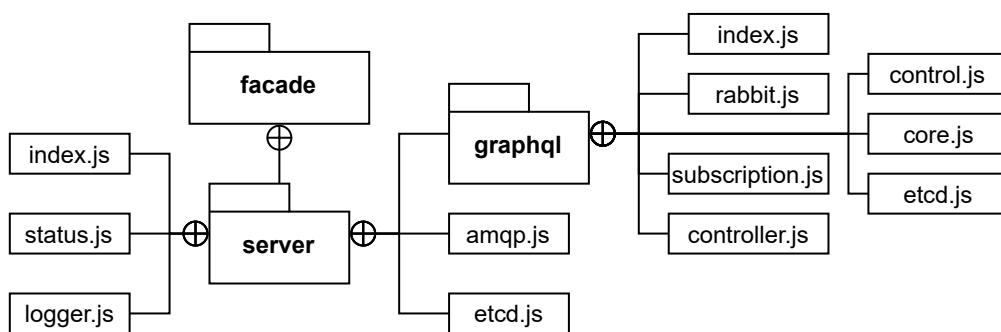 index.js
facade
control.js
rabbit.js
graphql
core.js
index.js
subscription.js
etcd.js
status.js
server
amqp.js
controller.js
logger.js
etcd.js